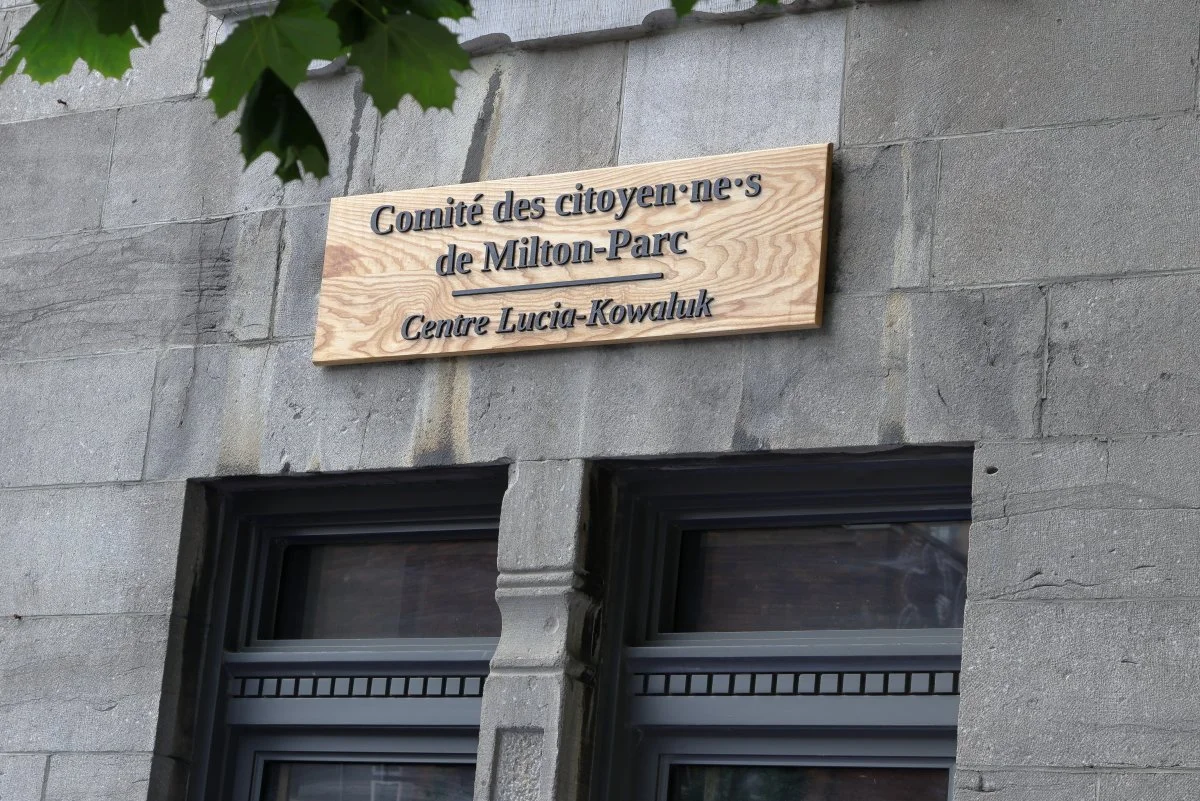 Comité des citoyen·ne·s
de Milton-Parc
Centre Lucia-Kowaluk